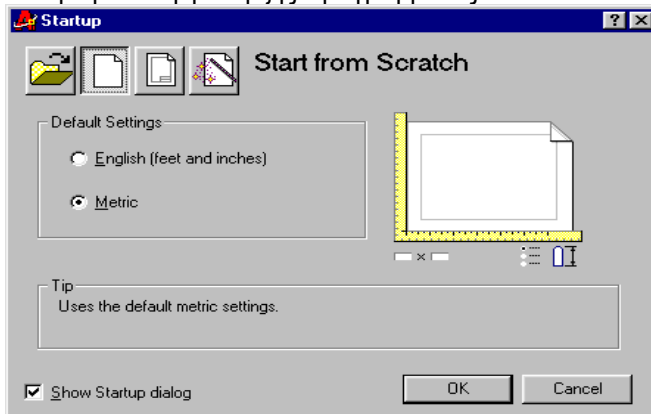 Startup
Start from Scratch
Default Settings
English (feet and inches)
Metric
Tip
Uses the default metric settings.
Show Startup dialog
OK
Cancel